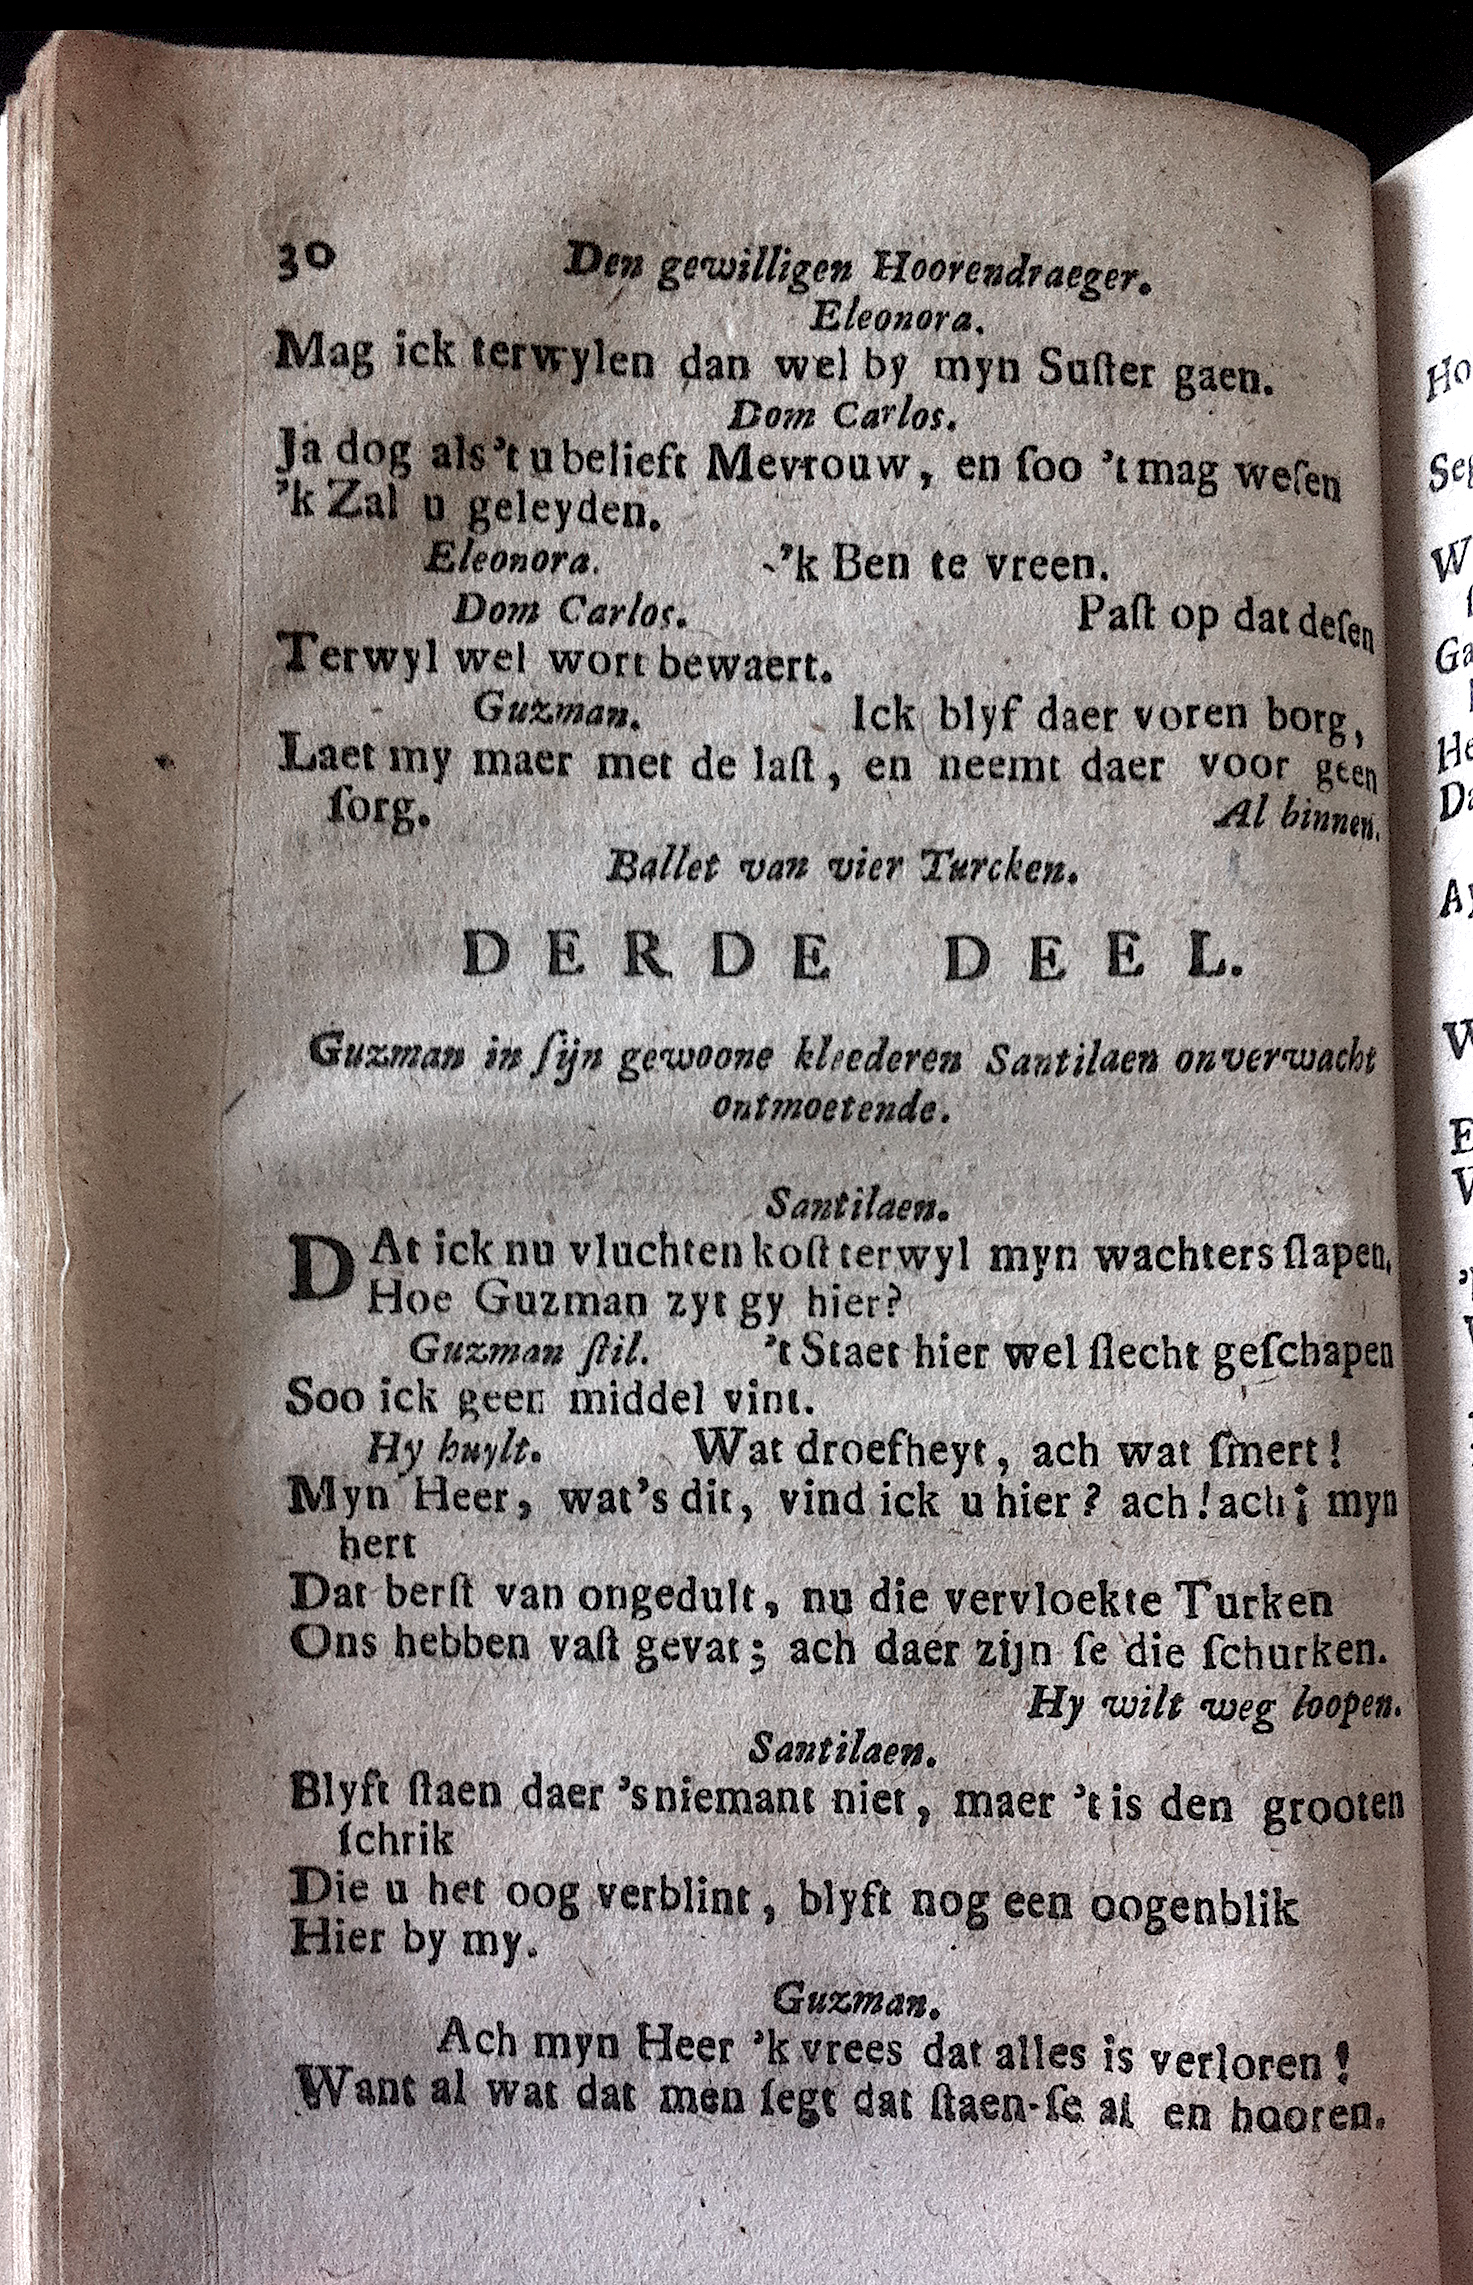 30 Den gewilligen Hoorendraeger.
Eleonora.
Mag ick terwylen dan wel by myn Suſter gaen.
Dom Carlos.
Ja dog als 't u belieft Mevrouw, en ſoo 't mag weſen
'k Zal u geleyden.
Eleonora. 'k Ben te vreen.
Dom Carlos. Paſt op dat deſen
Terwyl wel wort bewaert.
Guzman. Ick blyf daer voren borg,
Laet my maer met de laſt, en neemt daer voor geen
ſorg. Al binnen.
Ballet van vier Turcken.
DERDE DEEL.
Guzman in ſijn gewoone kleederen Santilaen onverwacht
ontmoetende.
Santilaen.
DAt ick nu vluchten koſt terwyl myn wachters ſlapen,
Hoe Guzman zyt gy hier?
Guzman ſtil. 't Staet hier wel ſlecht geſchapen
Soo ick geen middel vint.
Hy huylt. Wat droefheyt, ach wat ſmert!
Myn Heer, wat's dit, vind ick u hier? ach! ach¡ myn
hert
Dat berſt van ongedult, nu die vervloekte Turken
Ons hebben vaſt gevat; ach daer zijn ſe die ſchurken.
Hy wilt weg loopen.
Santilaen.
Blyft ſtaen daer 's niemant niet, maer 't is den grooten
ſchrik
Die u het oog verblint, blyft nog een oogenblik
Hier by my.
Guzman.
Ach myn Heer 'k vrees dat alles is verloren!
Want al wat dat men ſegt dat ſtaen-ſe al en hooren.
Ho
Seg
W
Ga
He
Da
Ay
W
E
V